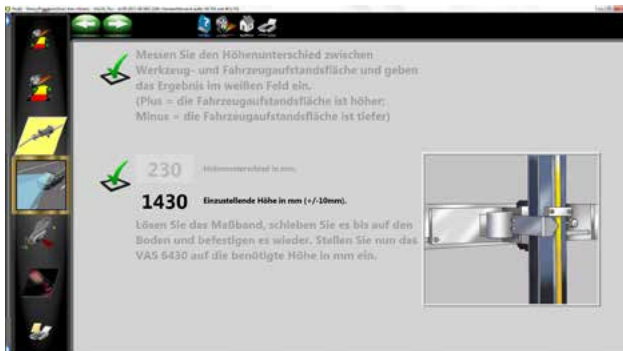 Messen Sie den Höhenunterschied zwischen
Werkzeug- und Fahrzeugaufstandsfläche und geben
das Ergebnis im weißen Feld ein.
(Plus = die Fahrzeugaufstandsfläche ist höher;
Minus = die Fahrzeugaufstandsfläche ist tiefer)
230 Höhenunterschied in mm.
1430 Einzustellende Höhe in mm (+/-10mm).
Lösen Sie das Maßband, schieben Sie es bis auf den
Boden und befestigen es wieder. Stellen Sie nun das
VAS 6430 auf die benötigte Höhe in mm ein.